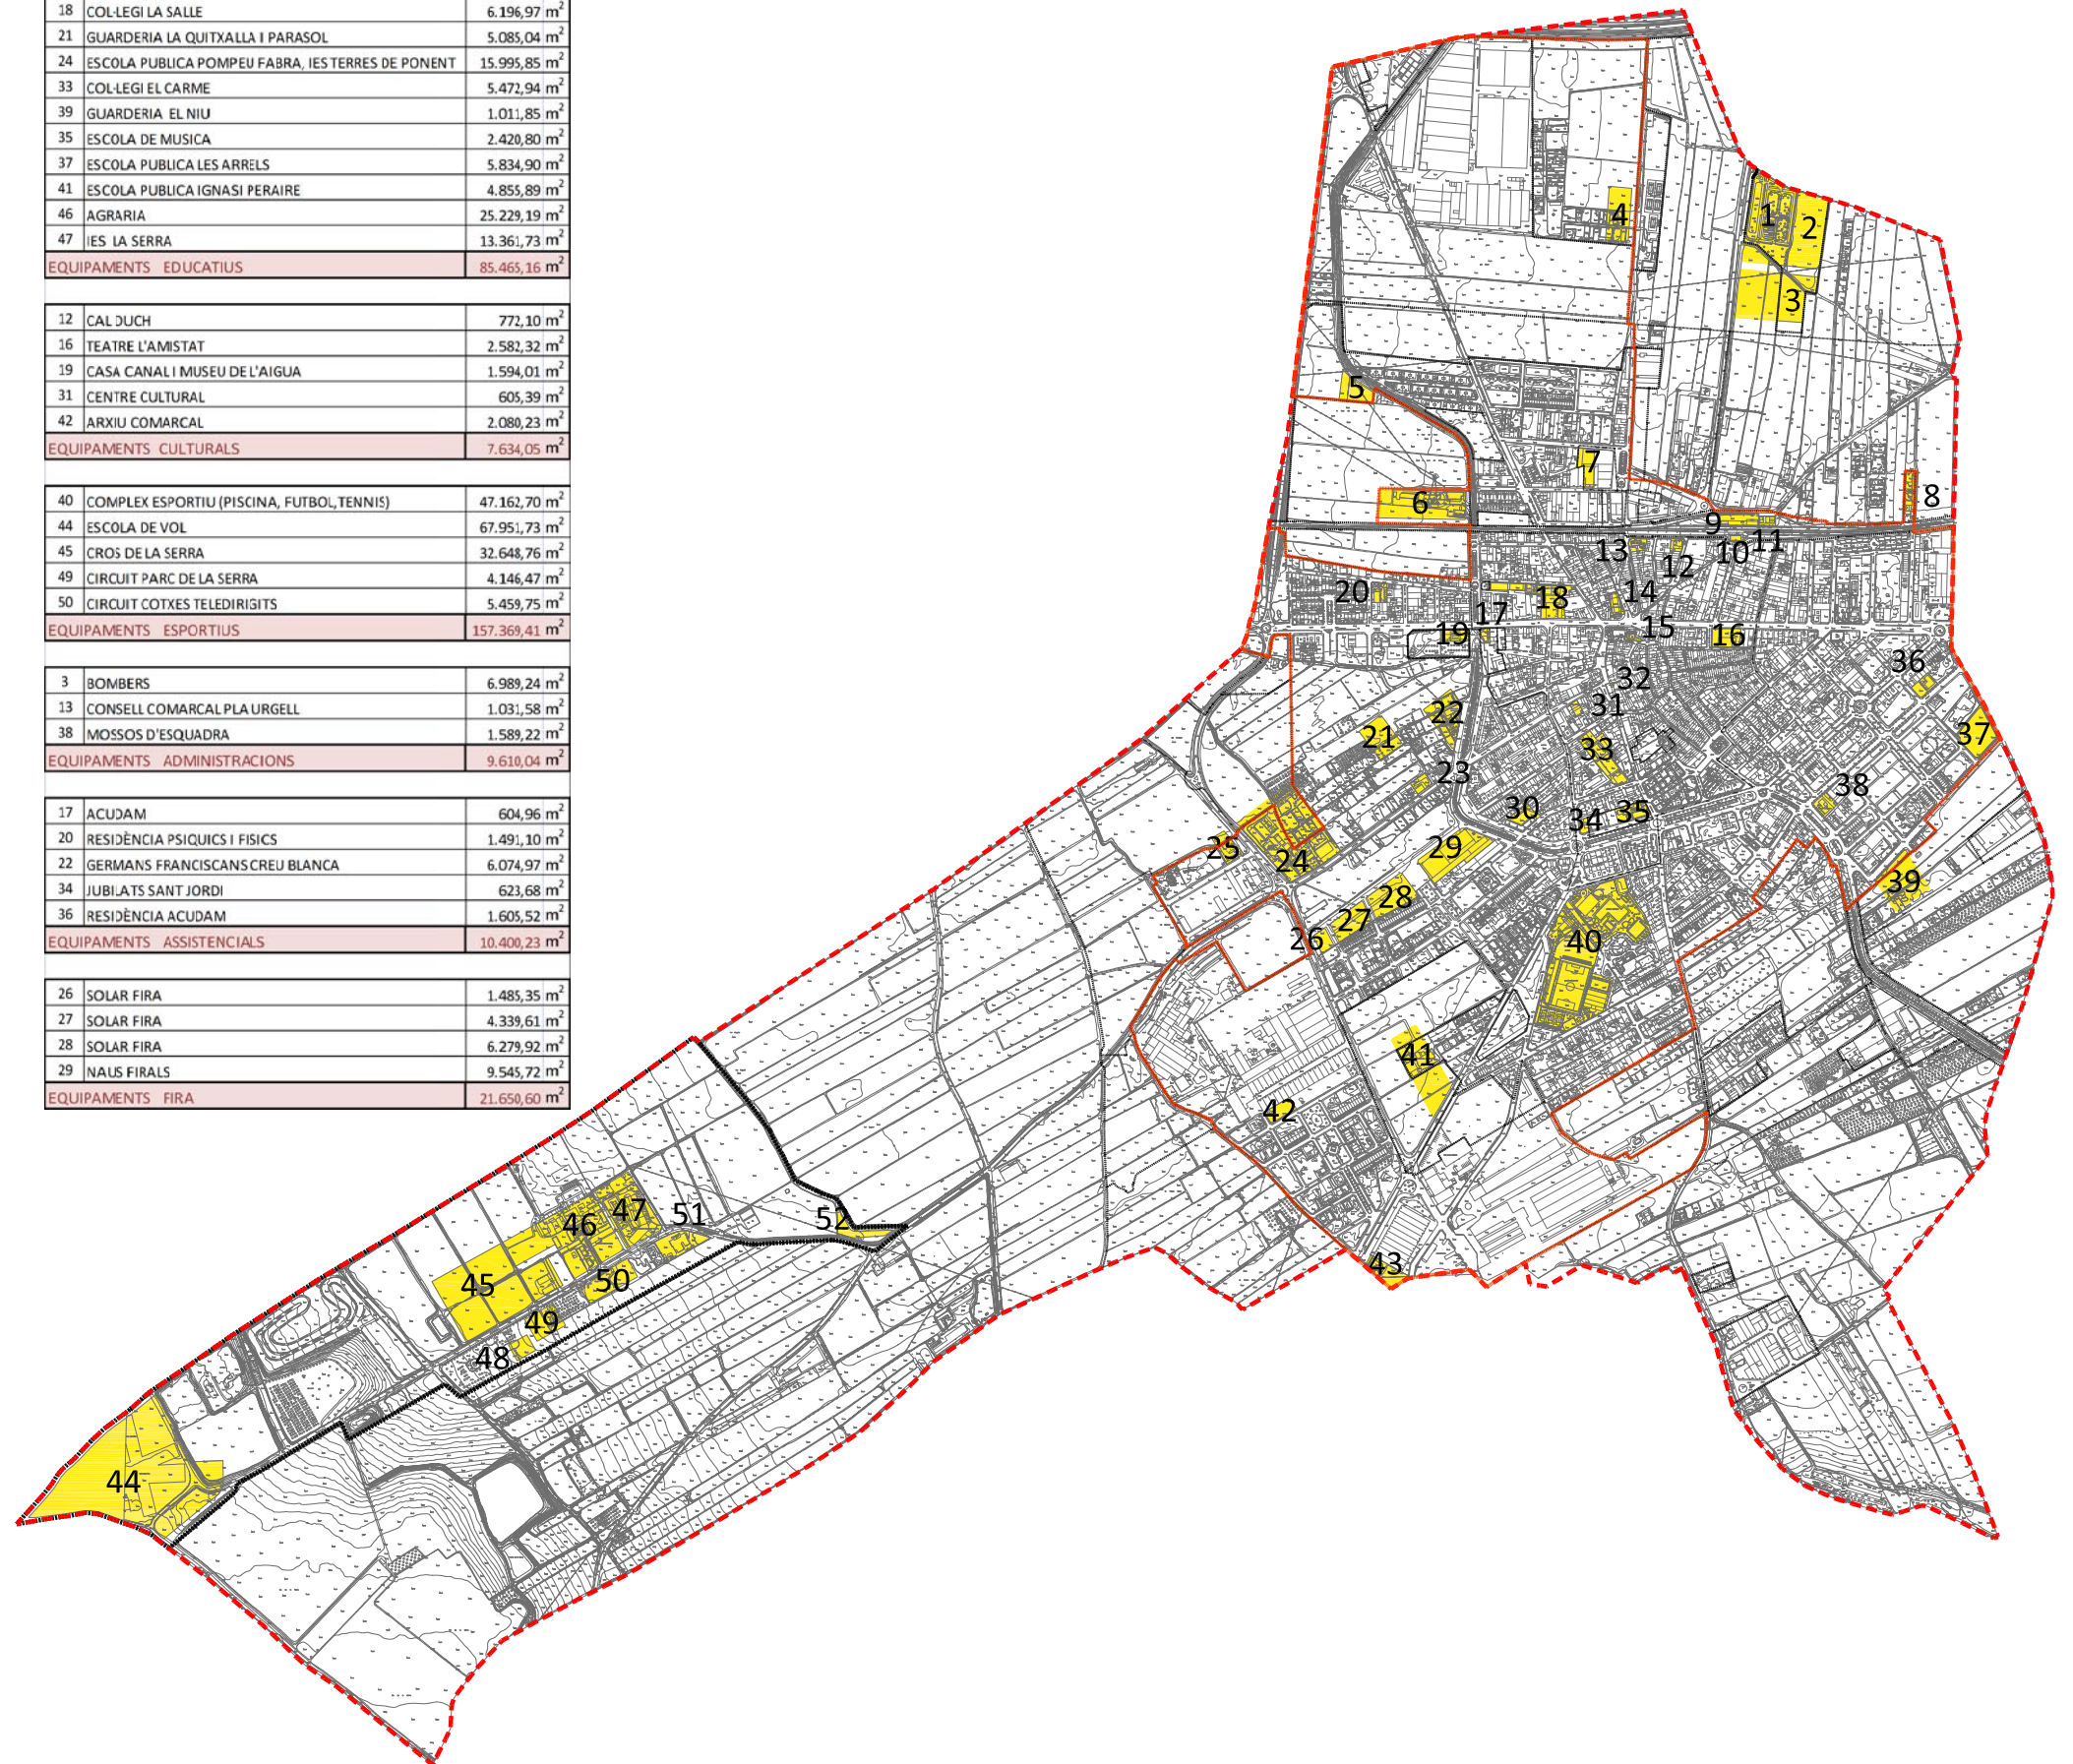 18 COL·LEGI LA SALLE 6.196,97 m²
21 GUARDERIA LA QUITXALLA I PARASOL 5.085,04 m²
24 ESCOLA PUBLICA POMPEU FABRA, IES TERRES DE PONENT 15.995,85 m²
33 COL·LEGI EL CARME 5.472,94 m²
39 GUARDERIA EL NIU 1.011,85 m²
35 ESCOLA DE MUSICA 2.420,80 m²
37 ESCOLA PUBLICA LES ARRELS 5.834,90 m²
41 ESCOLA PUBLICA IGNASI PERAIRE 4.855,89 m²
46 AGRARIA 25.229,19 m²
47 IES LA SERRA 13.361,73 m²
EQUIPAMENTS EDUCATIUS 85.465,16 m²
12 CAL DUCH 772,10 m²
16 TEATRE L'AMISTAT 2.582,32 m²
19 CASA CANAL I MUSEU DE L'AIGUA 1.594,01 m²
31 CENTRE CULTURAL 605,39 m²
42 ARXIU COMARCAL 2.080,23 m²
EQUIPAMENTS CULTURALS 7.634,05 m²
40 COMPLEX ESPORTIU (PISCINA, FUTBOL,TENNIS) 47.162,70 m²
44 ESCOLA DE VOL 67.951,73 m²
45 CROS DE LA SERRA 32.648,76 m²
49 CIRCUIT PARC DE LA SERRA 4.146,47 m²
50 CIRCUIT COTXES TELEDIRIGITS 5.459,75 m²
EQUIPAMENTS ESPORTIUS 157.369,41 m²
3 BOMBERS 6.989,24 m²
13 CONSELL COMARCAL PLA URGELL 1.031,58 m²
38 MOSSOS D'ESQUADRA 1.589,22 m²
EQUIPAMENTS ADMINISTRACIONS 9.610,04 m²
17 ACUDAM 604,96 m²
20 RESIDÈNCIA PSIQUICS I FISICS 1.491,10 m²
22 GERMANS FRANCISCANS CREU BLANCA 6.074,97 m²
34 JUBILATS SANT JORDI 623,68 m²
36 RESIDÈNCIA ACUDAM 1.605,52 m²
EQUIPAMENTS ASSISTENCIALS 10.400,23 m²
26 SOLAR FIRA 1.485,35 m²
27 SOLAR FIRA 4.339,61 m²
28 SOLAR FIRA 6.279,92 m²
29 NAUS FIRALS 9.545,72 m²
EQUIPAMENTS FIRA 21.650,60 m²
1
2
4
3
5
7
6
8
9
13
10
11
12
20
18
14
17
19
15
16
36
32
31
22
21
37
33
23
38
30
34
35
25
29
24
39
28
27
26
40
41
42
47
51
52
46
43
50
45
49
48
44